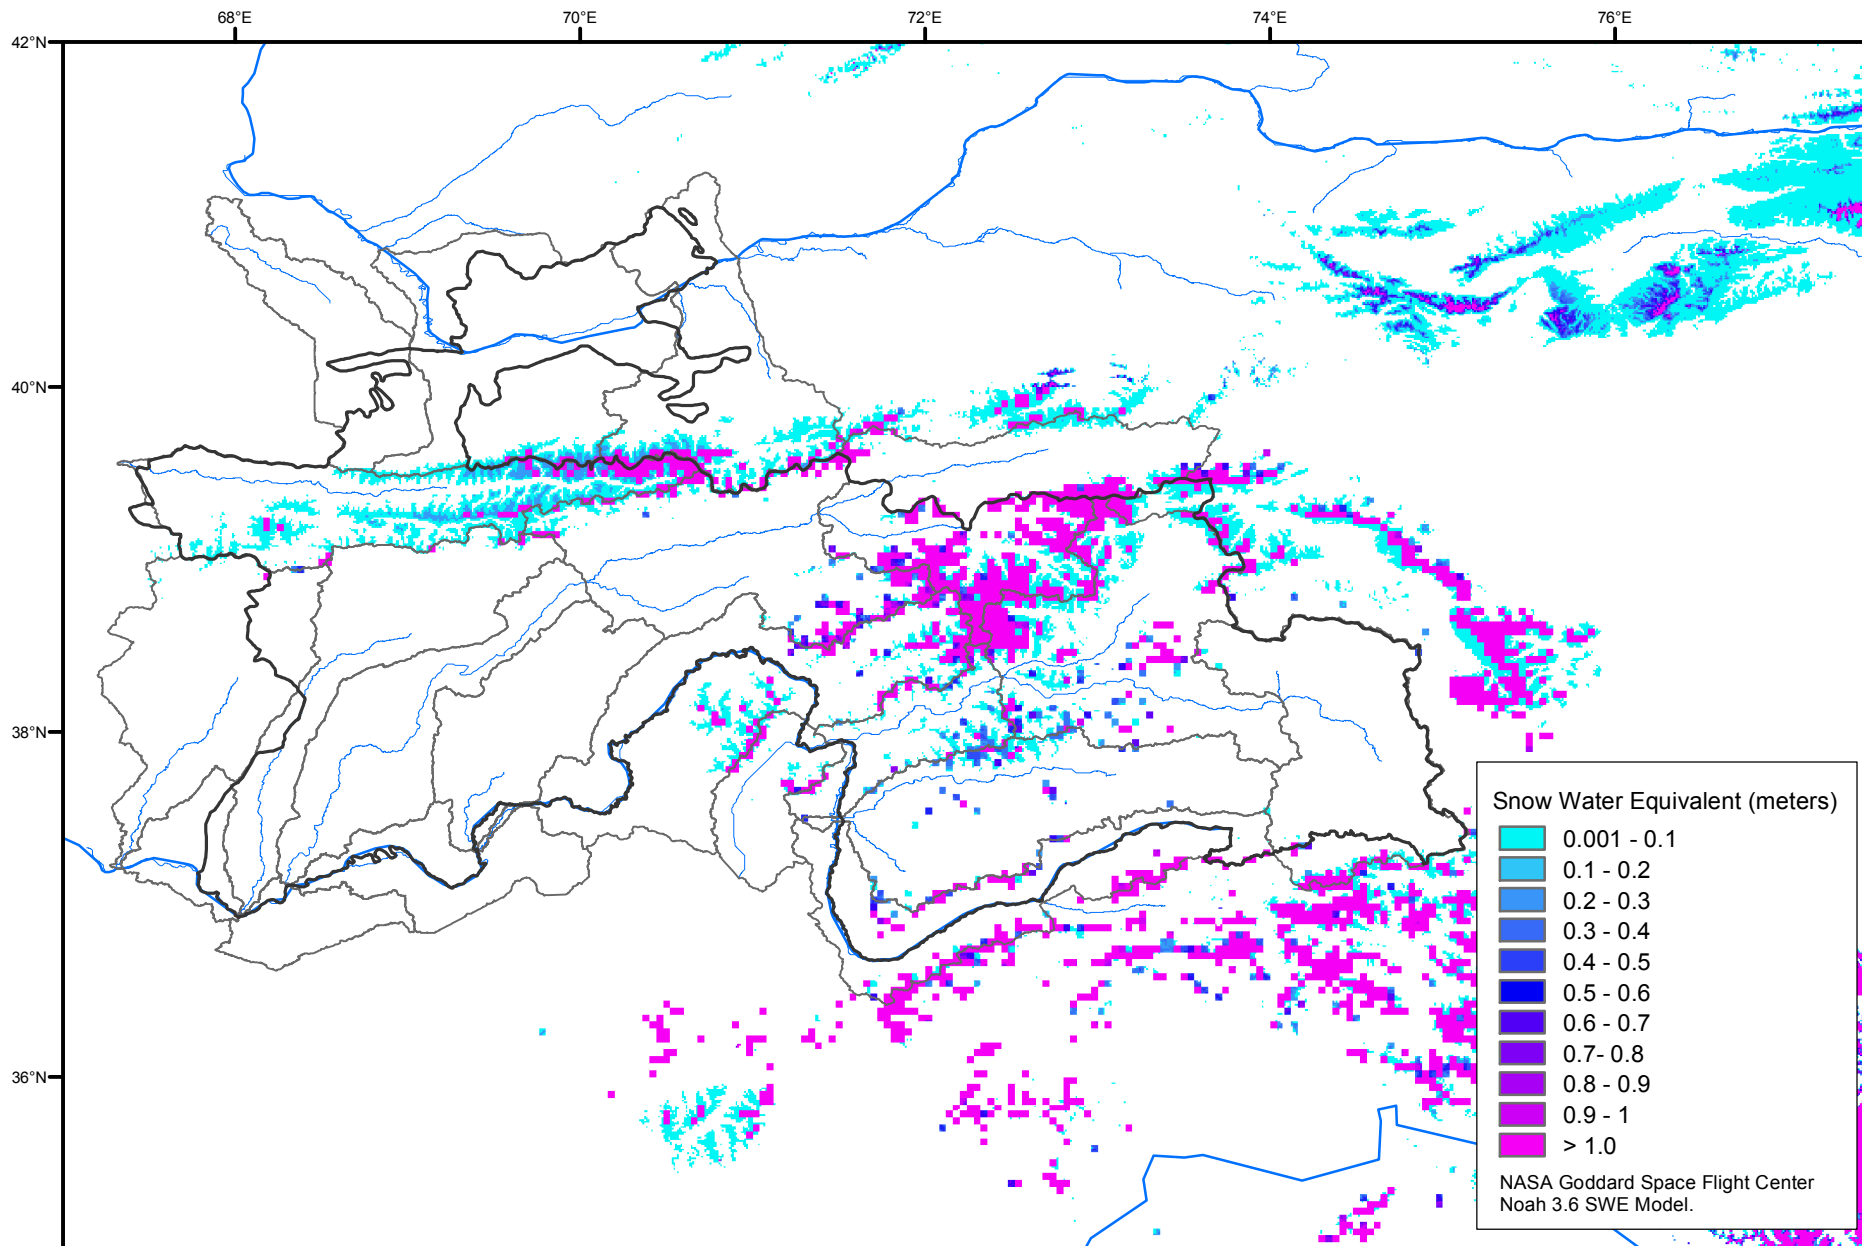 68°E
70°E
72°E
74°E
76°E
42°N
40°N
38°N
36°N
Snow Water Equivalent (meters)
0.001 - 0.1
0.1 - 0.2
0.2 - 0.3
0.3 - 0.4
0.4 - 0.5
0.5 - 0.6
0.6 - 0.7
0.7- 0.8
0.8 - 0.9
0.9 - 1
> 1.0
NASA Goddard Space Flight Center
Noah 3.6 SWE Model.